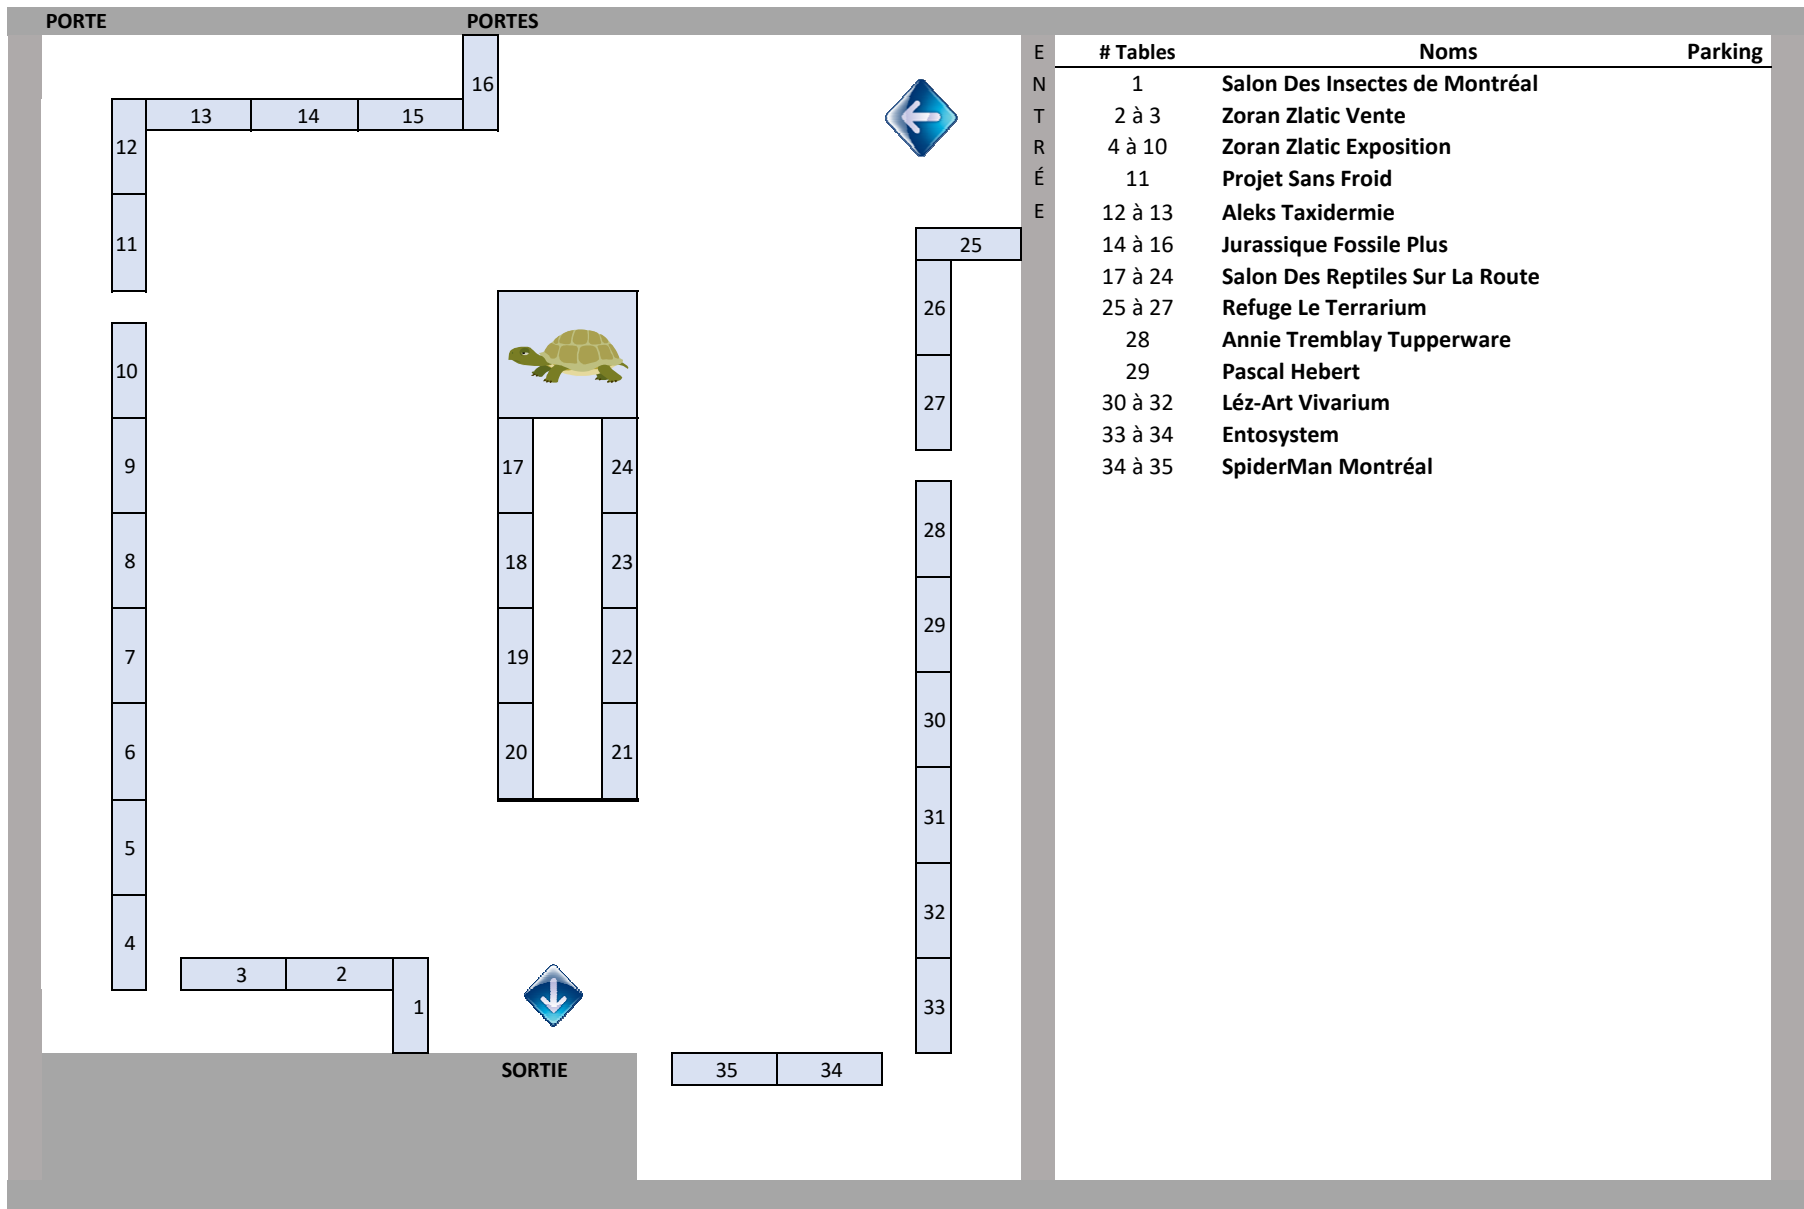 PORTE PORTES
16
13 14 15
12
11
10
9
8
7
6
5
4
3 2
1
17 24
18 23
19 22
20 21
25
26
27
28
29
30
31
32
33
35 34
SORTIE
E
N
T
R
É
E
# Tables Noms Parking
1 Salon Des Insectes de Montréal
2 à 3 Zoran Zlatic Vente
4 à 10 Zoran Zlatic Exposition
11 Projet Sans Froid
12 à 13 Aleks Taxidermie
14 à 16 Jurassique Fossile Plus
17 à 24 Salon Des Reptiles Sur La Route
25 à 27 Refuge Le Terrarium
28 Annie Tremblay Tupperware
29 Pascal Hebert
30 à 32 Léz-Art Vivarium
33 à 34 Entosystem
34 à 35 SpiderMan Montréal